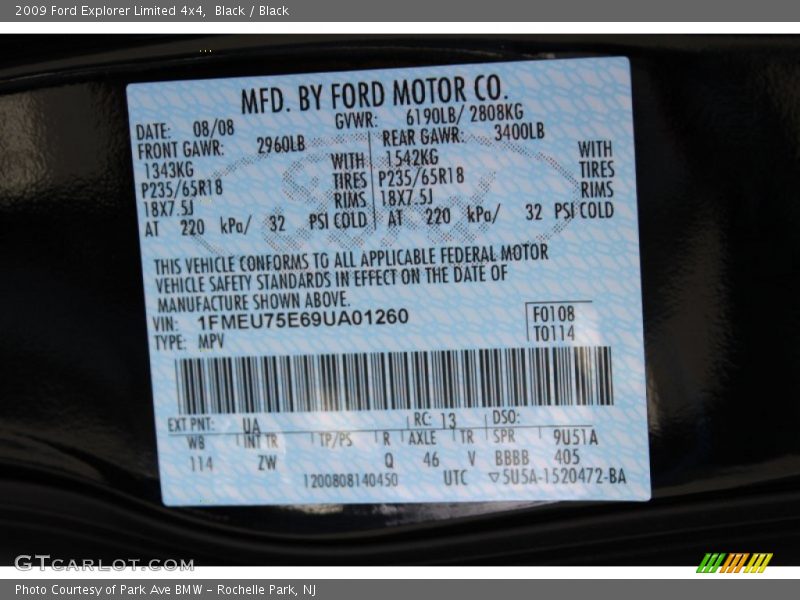 2009 Ford Explorer Limited 4x4, Black / Black
MFD. BY FORD MOTOR CO.
DATE: 08/08 GVWR: 6190LB/ 2808KG
FRONT GAWR: 2960LB REAR GAWR: 3400LB
1343KG WITH 1542KG WITH
P235/65R18 TIRES P235/65R18 TIRES
18X7.5J RIMS 18X7.5J RIMS
AT 220 kPa/ 32 PSI COLD AT 220 kPa/ 32 PSI COLD
THIS VEHICLE CONFORMS TO ALL APPLICABLE FEDERAL MOTOR
VEHICLE SAFETY STANDARDS IN EFFECT ON THE DATE OF
MANUFACTURE SHOWN ABOVE.
VIN: 1FMEU75E69UA01260 F0108
TYPE: MPV T0114
EXT PNT: UA RC: 13 DSO:
WB INT TR TP/PS R AXLE TR SPR 9U51A
114 ZW Q 46 V BBBB 405
1200808140450 UTC ▽5U5A-1520472-BA
GTCARLOT.COM
Photo Courtesy of Park Ave BMW - Rochelle Park, NJ